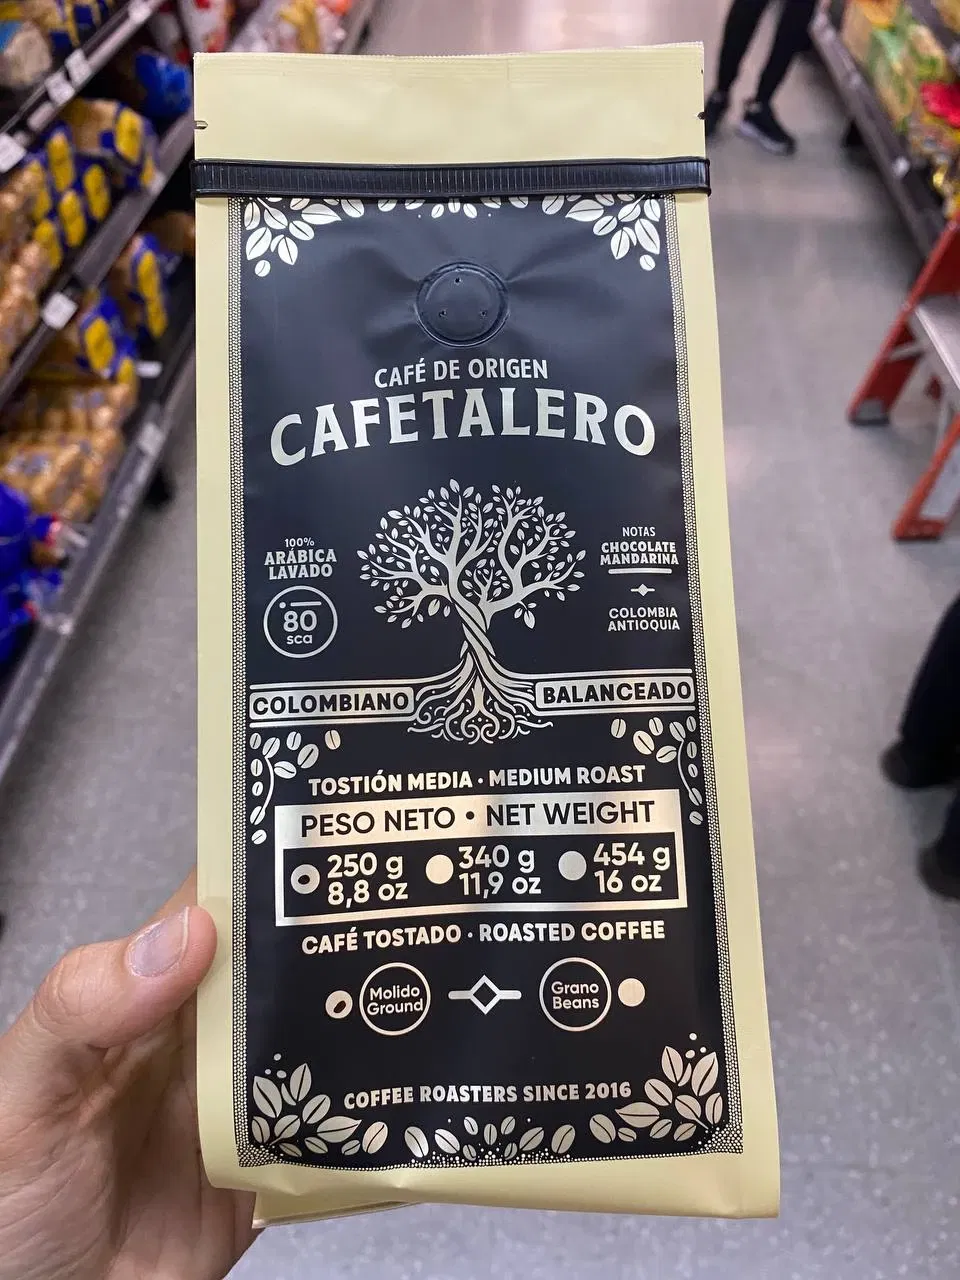 CAFÉ DE ORIGEN
CAFETALERO
100%
ARÁBICA
LAVADO
80
sca
NOTAS
CHOCOLATE
MANDARINA
COLOMBIA
ANTIOQUIA
COLOMBIANO
BALANCEADO
TOSTIÓN MEDIA · MEDIUM ROAST
PESO NETO • NET WEIGHT
250 g
8,8 oz
340 g
11,9 oz
454 g
16 oz
CAFÉ TOSTADO · ROASTED COFFEE
Molido
Ground
Grano
Beans
COFFEE ROASTERS SINCE 2016